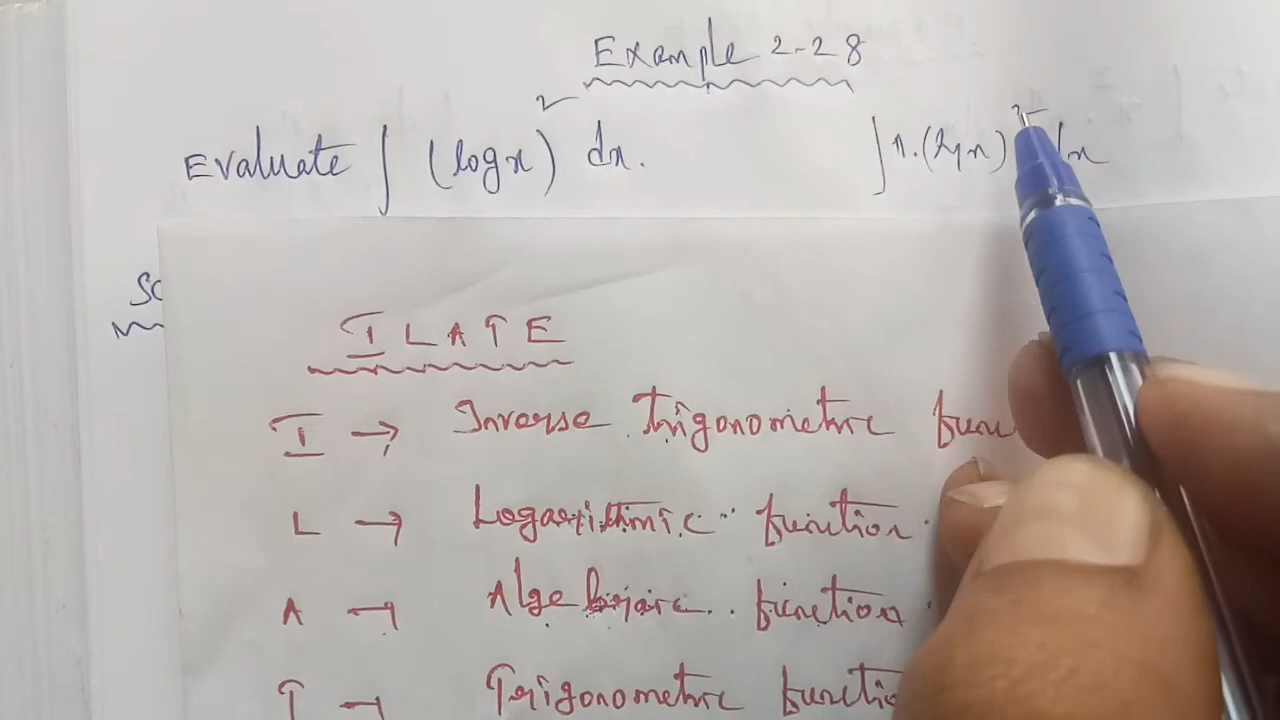 Example 2.28
Evaluate ∫ (log x)² dx. ∫ 1.(log x)² dx
ILATE
I → Inverse Trigonometric func
L → Logarithmic function.
A → Algebraic function.
T → Trigonometric functio